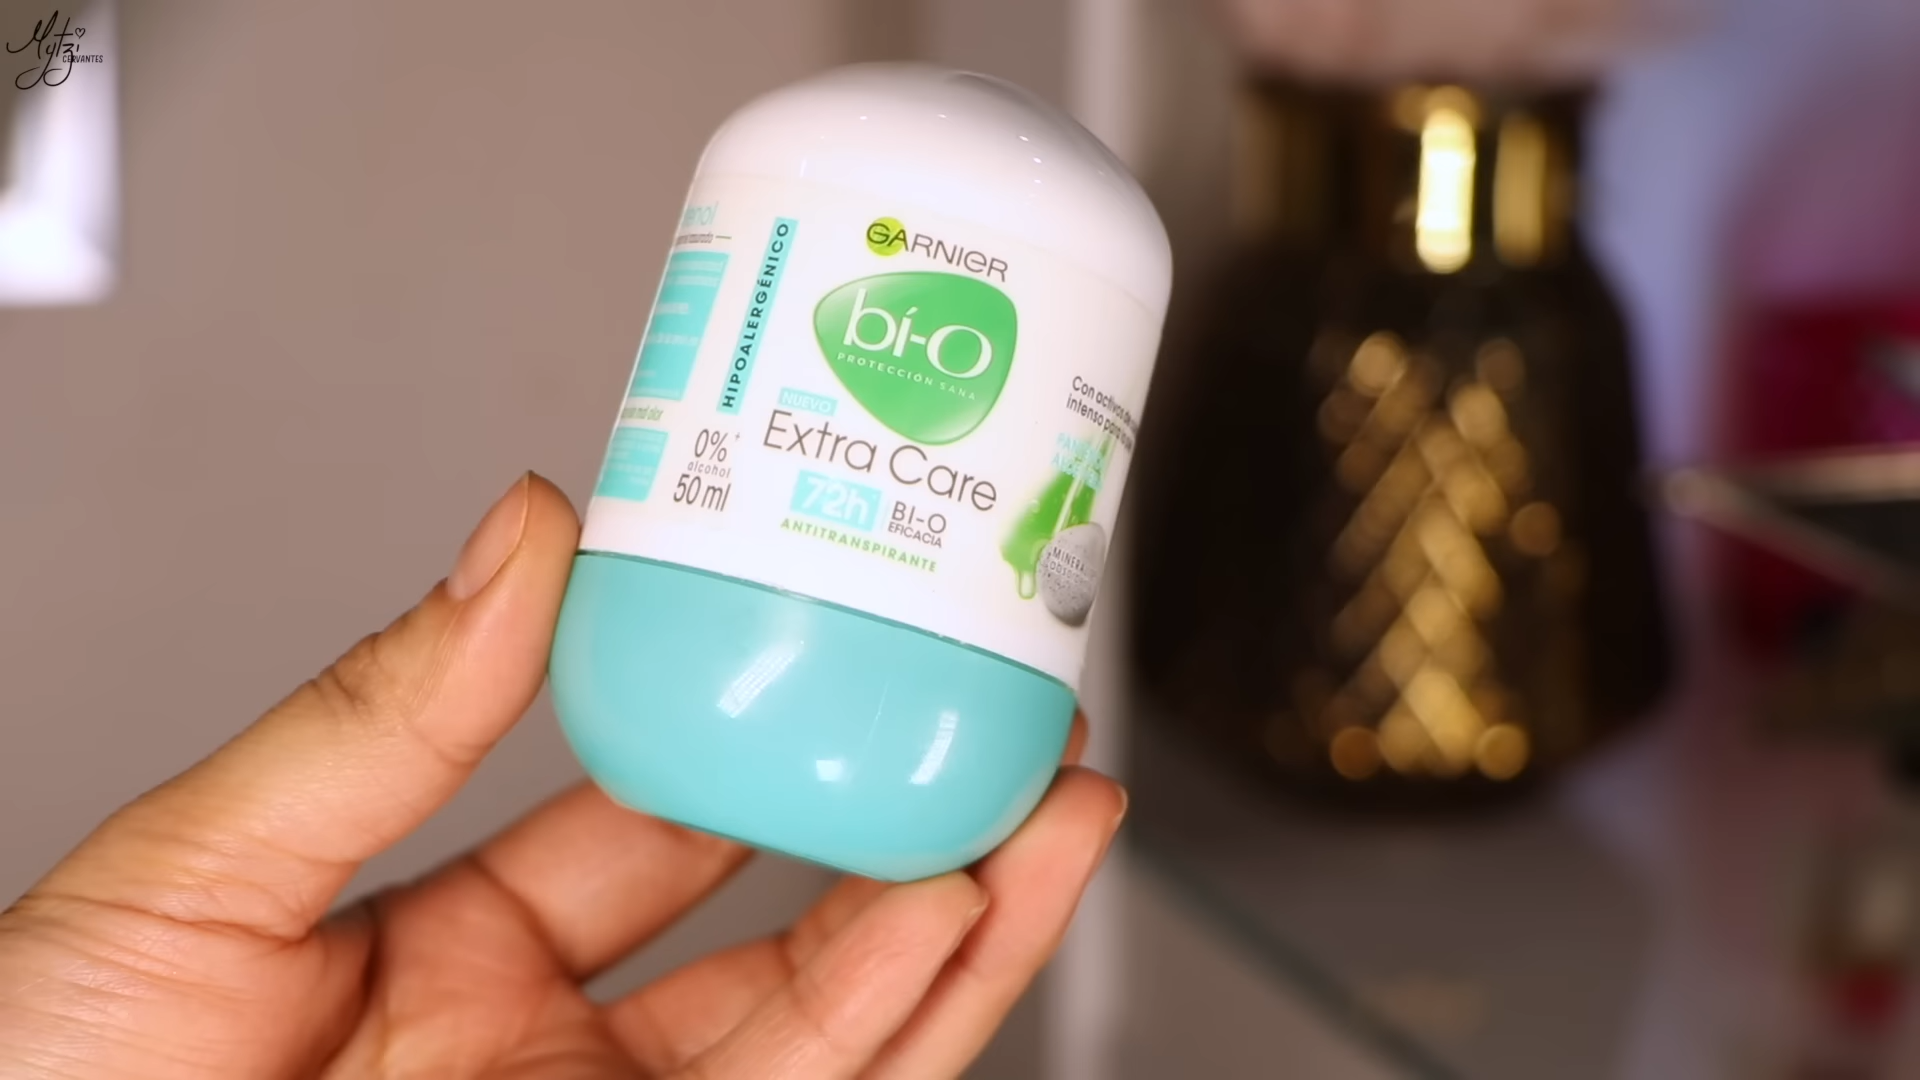 Mytzi
CERVANTES
GARNIER
bí-O
PROTECCIÓN SANA
HIPOALERGÉNICO
NUEVO
Extra Care
0%
alcohol
50 ml
72h
BI-O
EFICACIA
ANTITRANSPIRANTE
Con activos
intenso
MINERAL